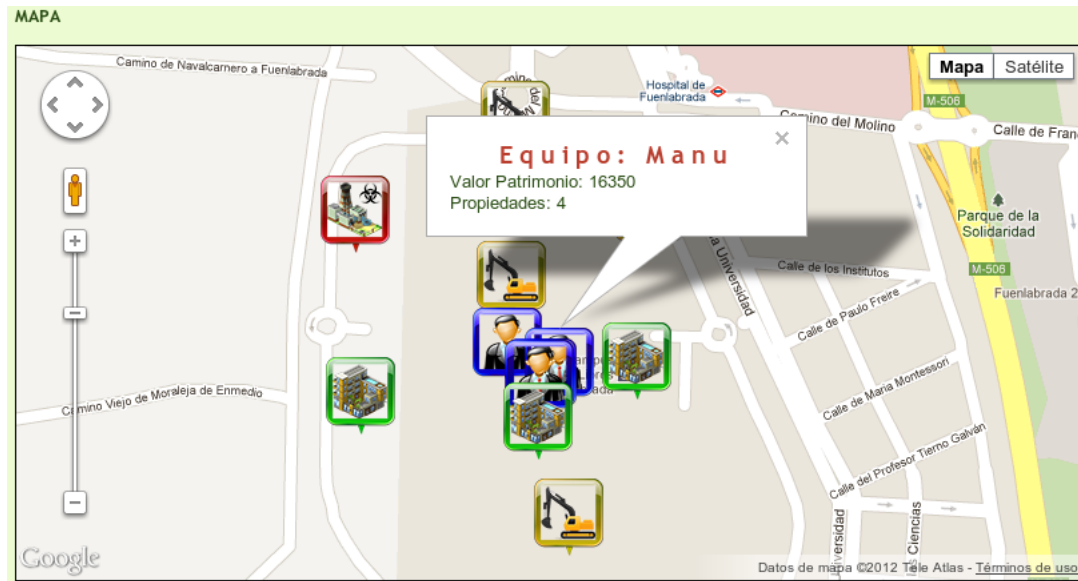 MAPA
Camino de Navalcarnero a Fuenlabrada
Hospital de
Fuenlabrada
Mapa
Satélite
M-506
Camino del Molino
Calle de Fran
Equipo: Manu
Valor Patrimonio: 16350
Propiedades: 4
Parque de la
Solidaridad
Universidad
Calle de los Institutos
M-506
Fuenlabrada 2
Calle de Paulo Freire
Calle de Maria Montessori
Camino Viejo de Moraleja de Enmedio
Calle del Profesor Tierno Galván
Ciencias
Google
Datos de mapa ©2012 Tele Atlas - Términos de uso